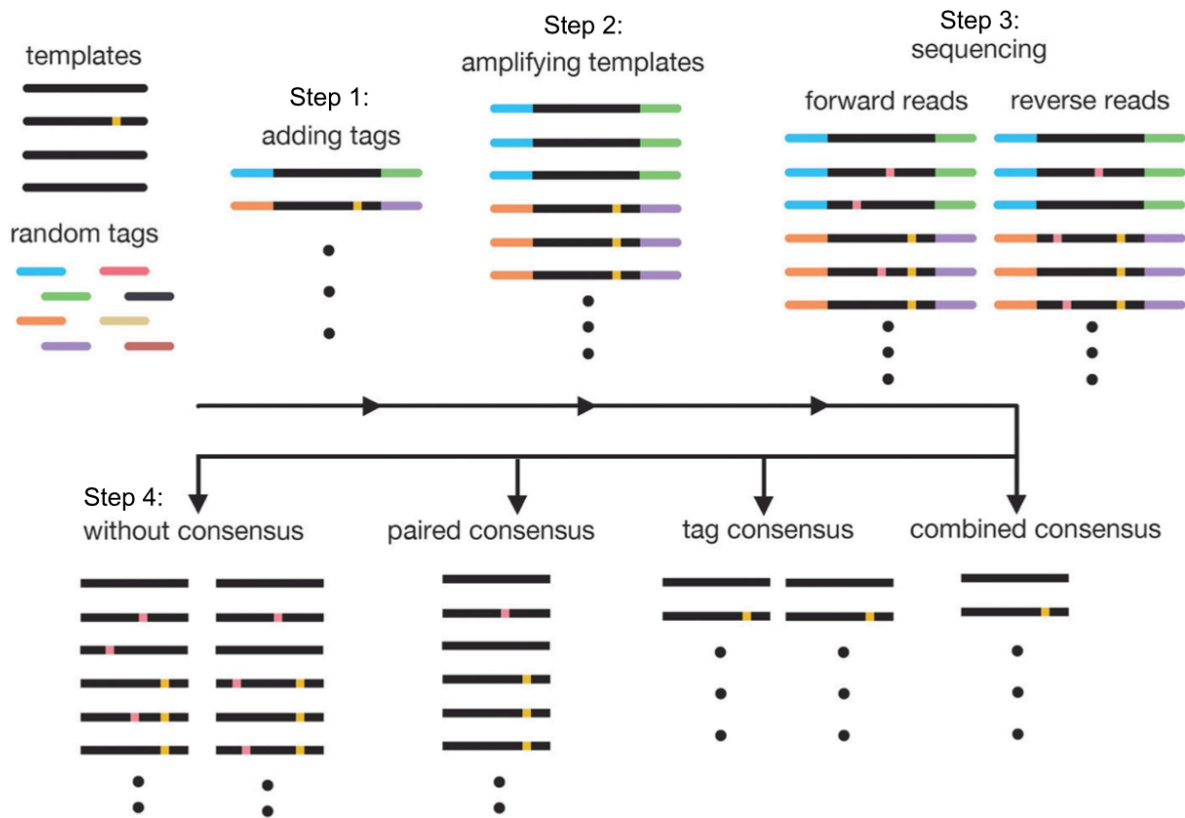 templates
random tags
Step 1:
adding tags
Step 2:
amplifying templates
Step 3:
sequencing
forward reads
reverse reads
Step 4:
without consensus
paired consensus
tag consensus
combined consensus